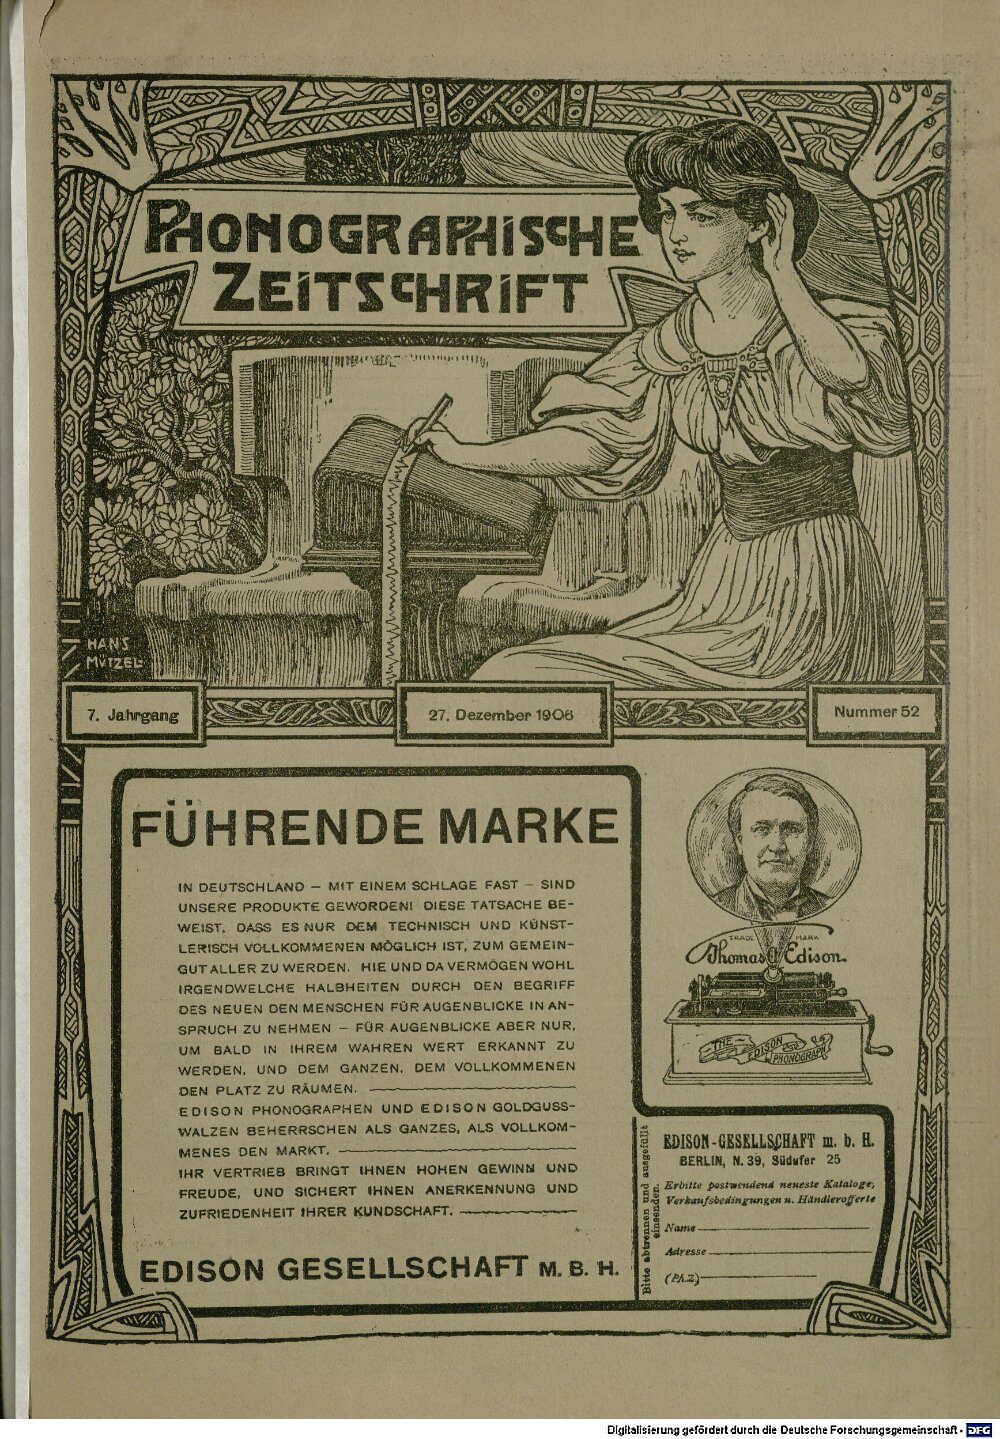 PHONOGRAPHISCHE
ZEITSCHRIFT
HANS
MÜTZEL
7. Jahrgang
27. Dezember 1906
Nummer 52
FÜHRENDE MARKE
IN DEUTSCHLAND — MIT EINEM SCHLAGE FAST — SIND
UNSERE PRODUKTE GEWORDEN! DIESE TATSACHE BE-
WEIST, DASS ES NUR DEM TECHNISCH UND KÜNST-
LERISCH VOLLKOMMENEN MÖGLICH IST, ZUM GEMEIN-
GUT ALLER ZU WERDEN. HIE UND DA VERMÖGEN WOHL
IRGENDWELCHE HALBHEITEN DURCH DEN BEGRIFF
DES NEUEN DEN MENSCHEN FÜR AUGENBLICKE IN AN-
SPRUCH ZU NEHMEN — FÜR AUGENBLICKE ABER NUR,
UM BALD IN IHREM WAHREN WERT ERKANNT ZU
WERDEN, UND DEM GANZEN, DEM VOLLKOMMENEN
DEN PLATZ ZU RÄUMEN.
EDISON PHONOGRAPHEN UND EDISON GOLDGUSS-
WALZEN BEHERRSCHEN ALS GANZES, ALS VOLLKOM-
MENES DEN MARKT.
IHR VERTRIEB BRINGT IHNEN HOHEN GEWINN UND
FREUDE, UND SICHERT IHNEN ANERKENNUNG UND
ZUFRIEDENHEIT IHRER KUNDSCHAFT.
EDISON GESELLSCHAFT M. B. H.
TRADE MARK
Thomas A Edison
THE EDISON PHONOGRAPH
Bitte abtrennen und ausgefüllt
einsenden.
EDISON-GESELLSCHAFT m. b. H.
BERLIN, N. 39, Südufer 25
Erbitte postwendend neueste Kataloge,
Verkaufsbedingungen u. Händlerofferte
Name
Adresse
(Ph.Z)
Digitalisierung gefördert durch die Deutsche Forschungsgemeinschaft - DFG